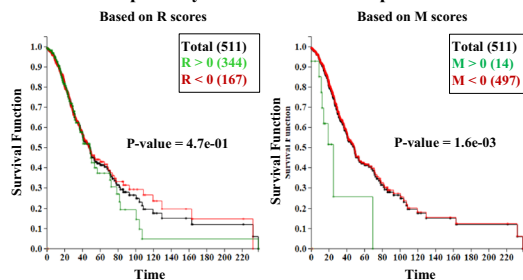 Based on R scores
Total (511)
R > 0 (344)
R < 0 (167)
P-value = 4.7e-01
Survival Function
1.0
0.9
0.8
0.7
0.6
0.5
0.4
0.3
0.2
0.1
0.0
0 20 40 60 80 100 120 140 160 180 200 220
Time
Based on M scores
Total (511)
M > 0 (14)
M < 0 (497)
P-value = 1.6e-03
Survival Function
Survival Function
1.0
0.9
0.8
0.7
0.6
0.5
0.4
0.3
0.2
0.1
0.0
0 20 40 60 80 100 120 140 160 180 200 220
Time